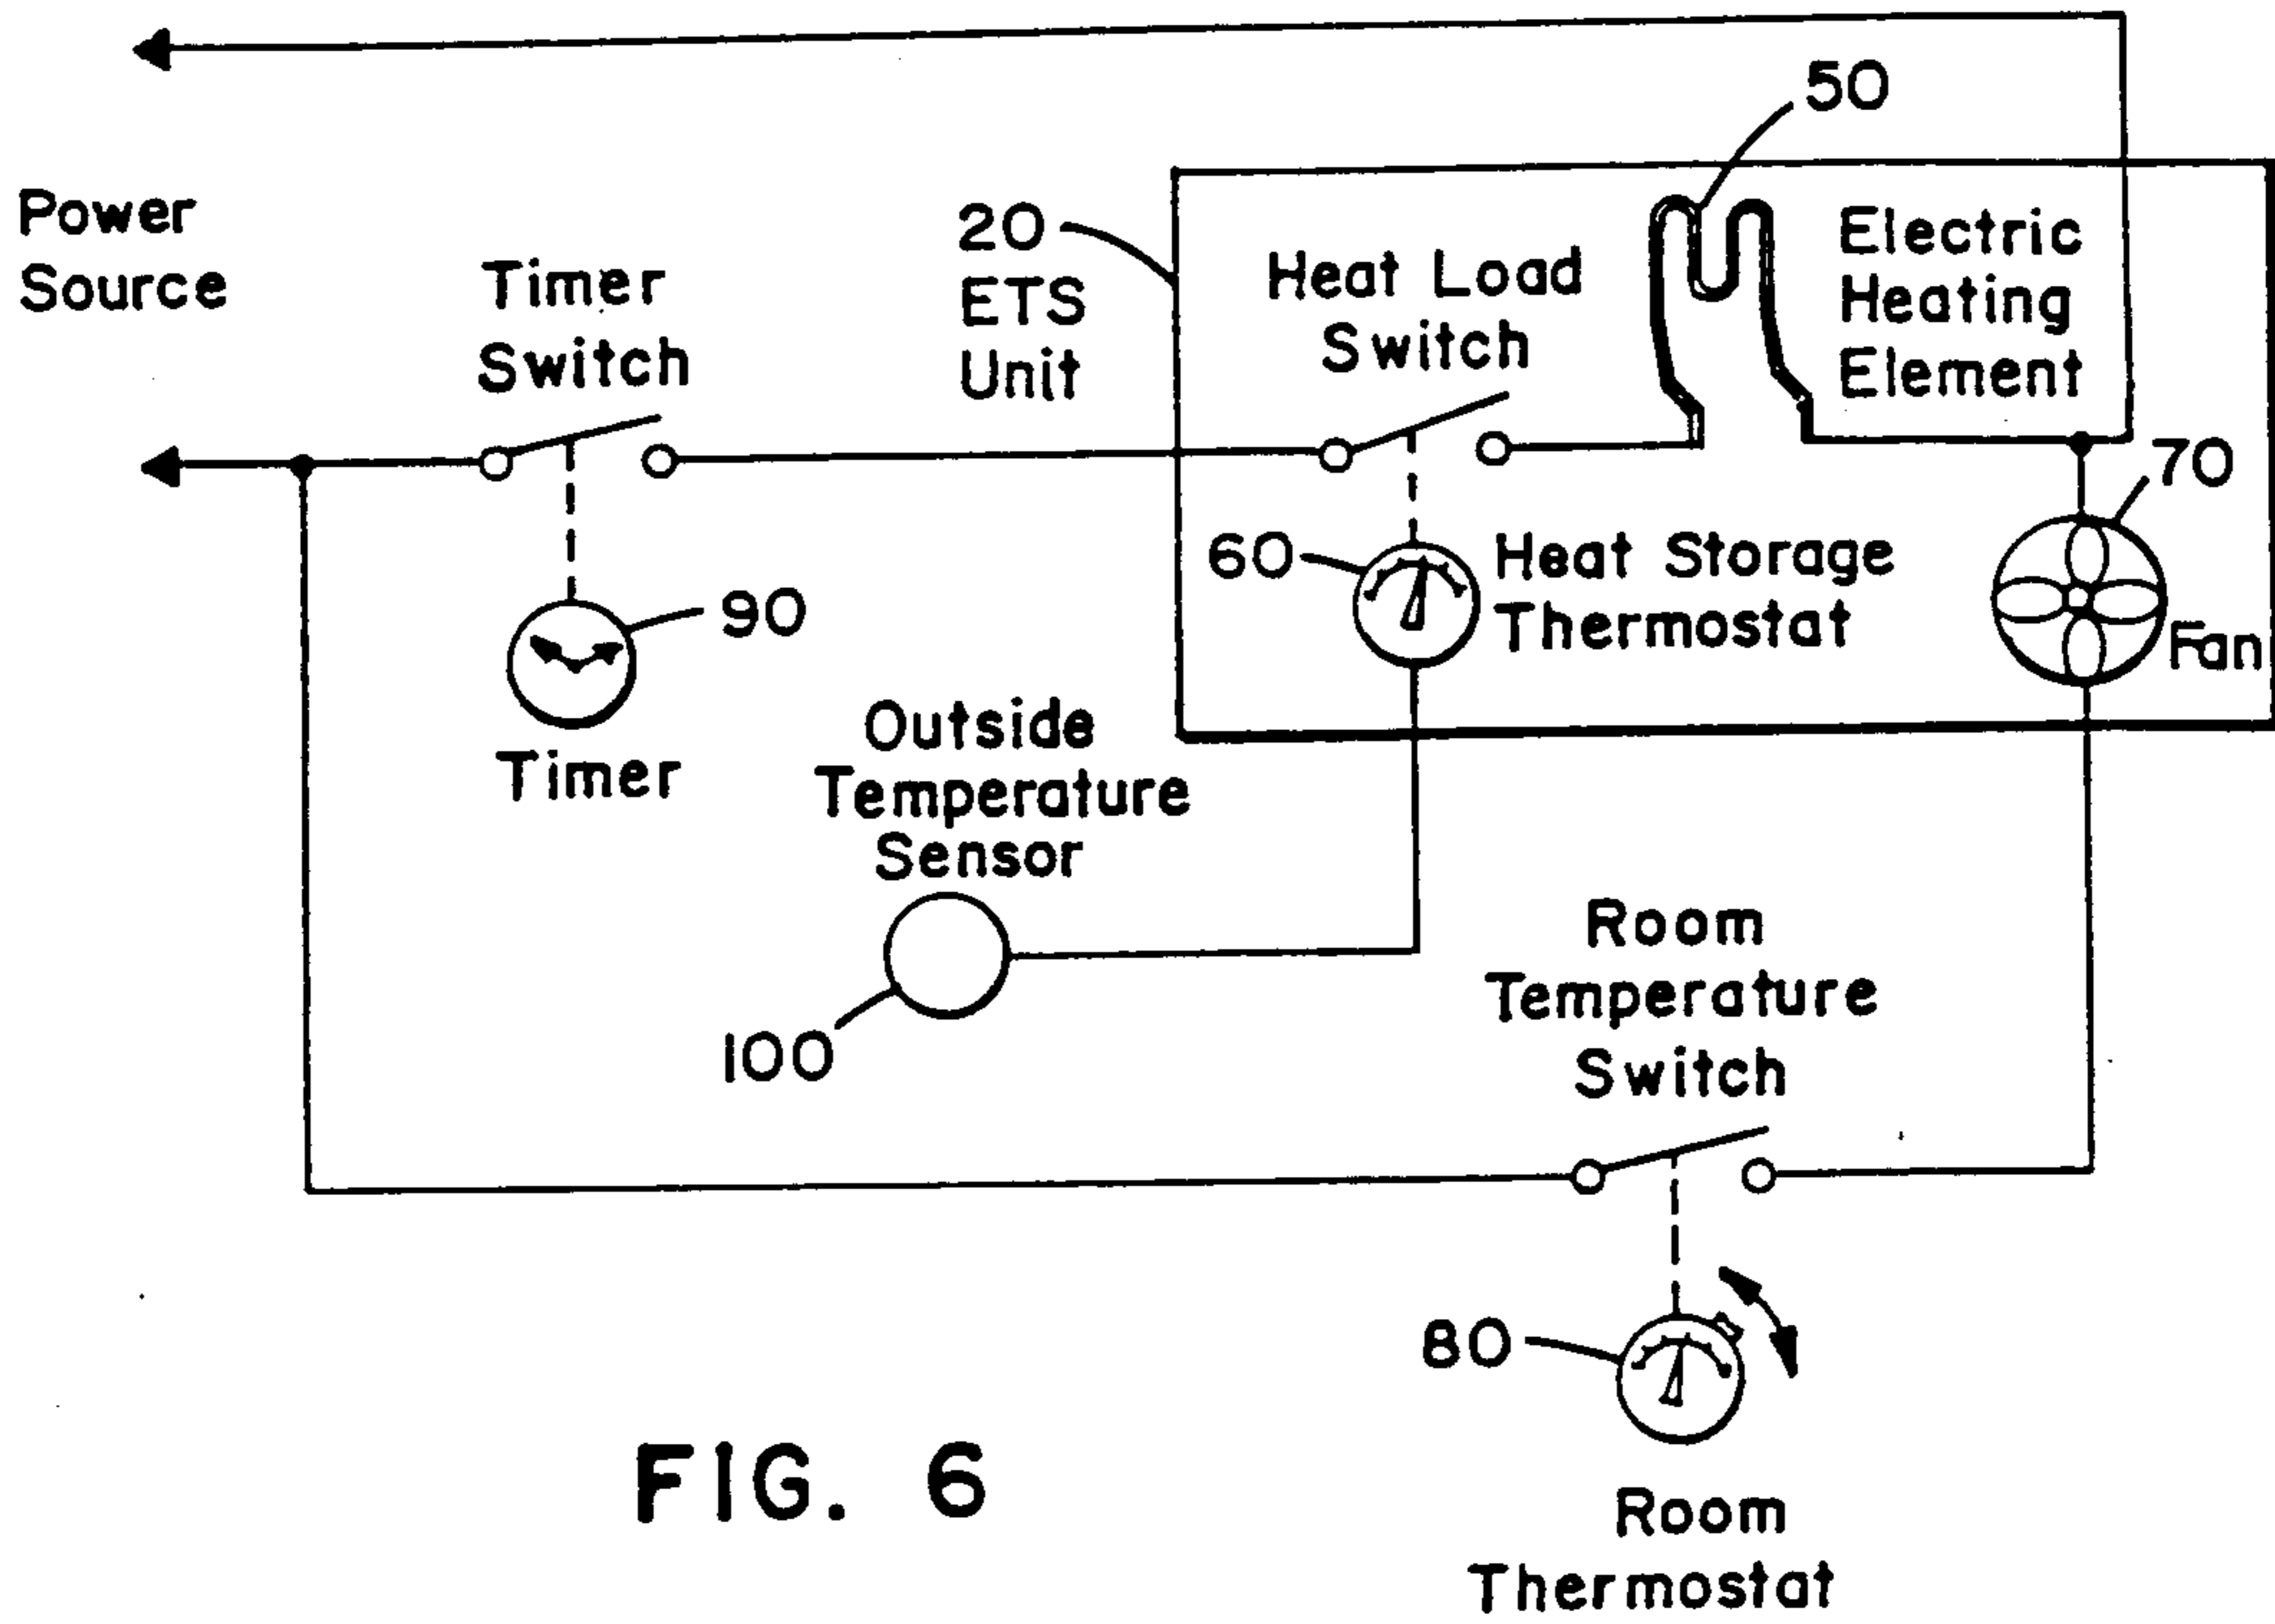 50
Power
Source
20
ETS
Unit
Timer
Switch
Heat Load
Switch
Electric
Heating
Element
70
60
Heat Storage
Thermostat
Fan
90
Timer
Outside
Temperature
Sensor
100
Room
Temperature
Switch
80
Room
Thermostat
FIG. 6